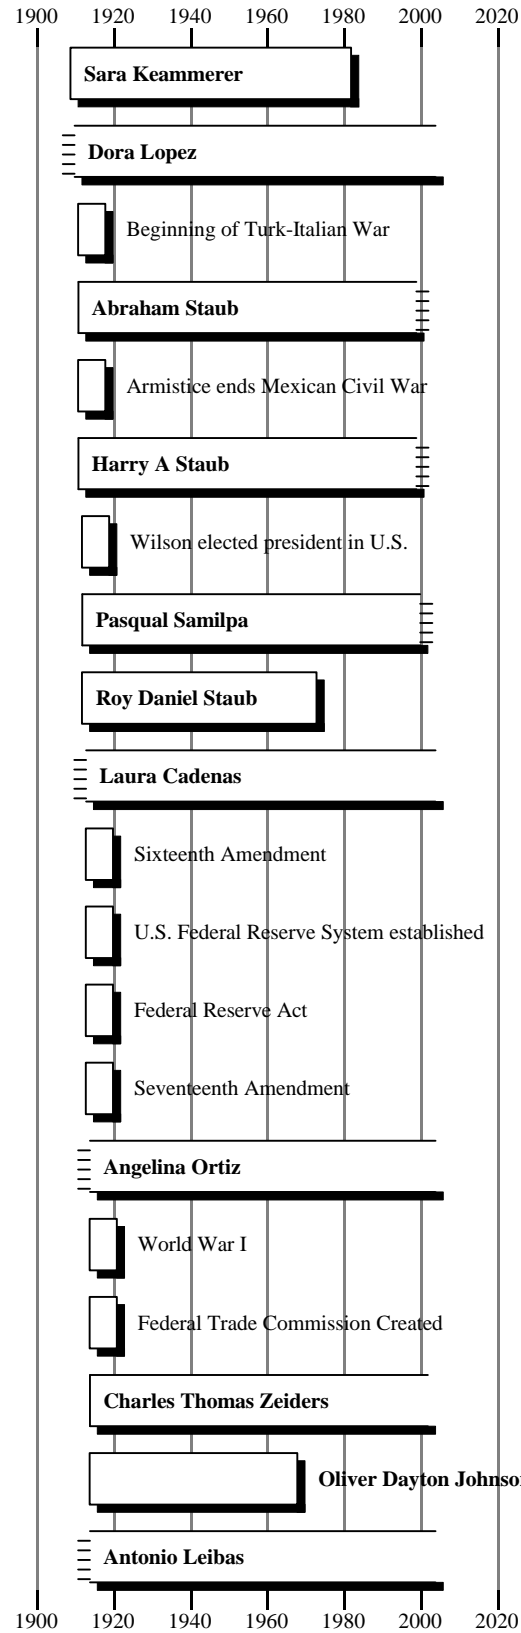 1900 1920 1940 1960 1980 2000 2020
Sara Keammerer
Dora Lopez
Beginning of Turk-Italian War
Abraham Staub
Armistice ends Mexican Civil War
Harry A Staub
Wilson elected president in U.S.
Pasqual Samilpa
Roy Daniel Staub
Laura Cadenas
Sixteenth Amendment
U.S. Federal Reserve System established
Federal Reserve Act
Seventeenth Amendment
Angelina Ortiz
World War I
Federal Trade Commission Created
Charles Thomas Zeiders
Oliver Dayton Johnso
Antonio Leibas
1900 1920 1940 1960 1980 2000 2020